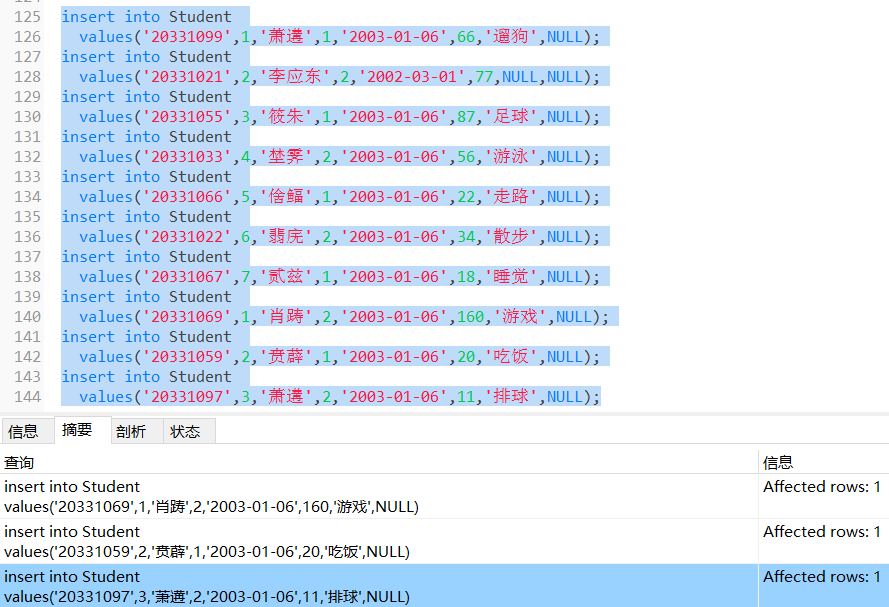 125 insert into Student
126 values('20331099',1,'萧遘',1,'2003-01-06',66,'遛狗',NULL);
127 insert into Student
128 values('20331021',2,'李应东',2,'2002-03-01',77,NULL,NULL);
129 insert into Student
130 values('20331055',3,'筱朱',1,'2003-01-06',87,'足球',NULL);
131 insert into Student
132 values('20331033',4,'埜霁',2,'2003-01-06',56,'游泳',NULL);
133 insert into Student
134 values('20331066',5,'倽鲾',1,'2003-01-06',22,'走路',NULL);
135 insert into Student
136 values('20331022',6,'翡庑',2,'2003-01-06',34,'散步',NULL);
137 insert into Student
138 values('20331067',7,'贰兹',1,'2003-01-06',18,'睡觉',NULL);
139 insert into Student
140 values('20331069',1,'肖踌',2,'2003-01-06',160,'游戏',NULL);
141 insert into Student
142 values('20331059',2,'贲薜',1,'2003-01-06',20,'吃饭',NULL);
143 insert into Student
144 values('20331097',3,'萧遘',2,'2003-01-06',11,'排球',NULL);
信息 摘要 剖析 状态
查询 信息
insert into Student Affected rows: 1
values('20331069',1,'肖踌',2,'2003-01-06',160,'游戏',NULL)
insert into Student Affected rows: 1
values('20331059',2,'贲薜',1,'2003-01-06',20,'吃饭',NULL)
insert into Student Affected rows: 1
values('20331097',3,'萧遘',2,'2003-01-06',11,'排球',NULL)